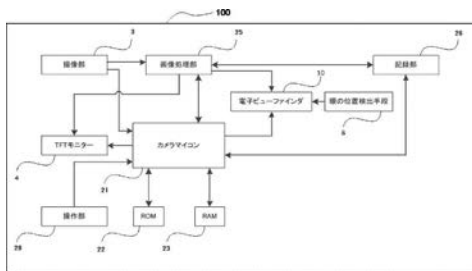 100
3
25
26
撮像部
画像処理部
記録部
10
電子ビューファインダ
眼の位置検出手段
6
TFTモニター
カメラマイコン
4
21
操作部
ROM
RAM
28
22
23